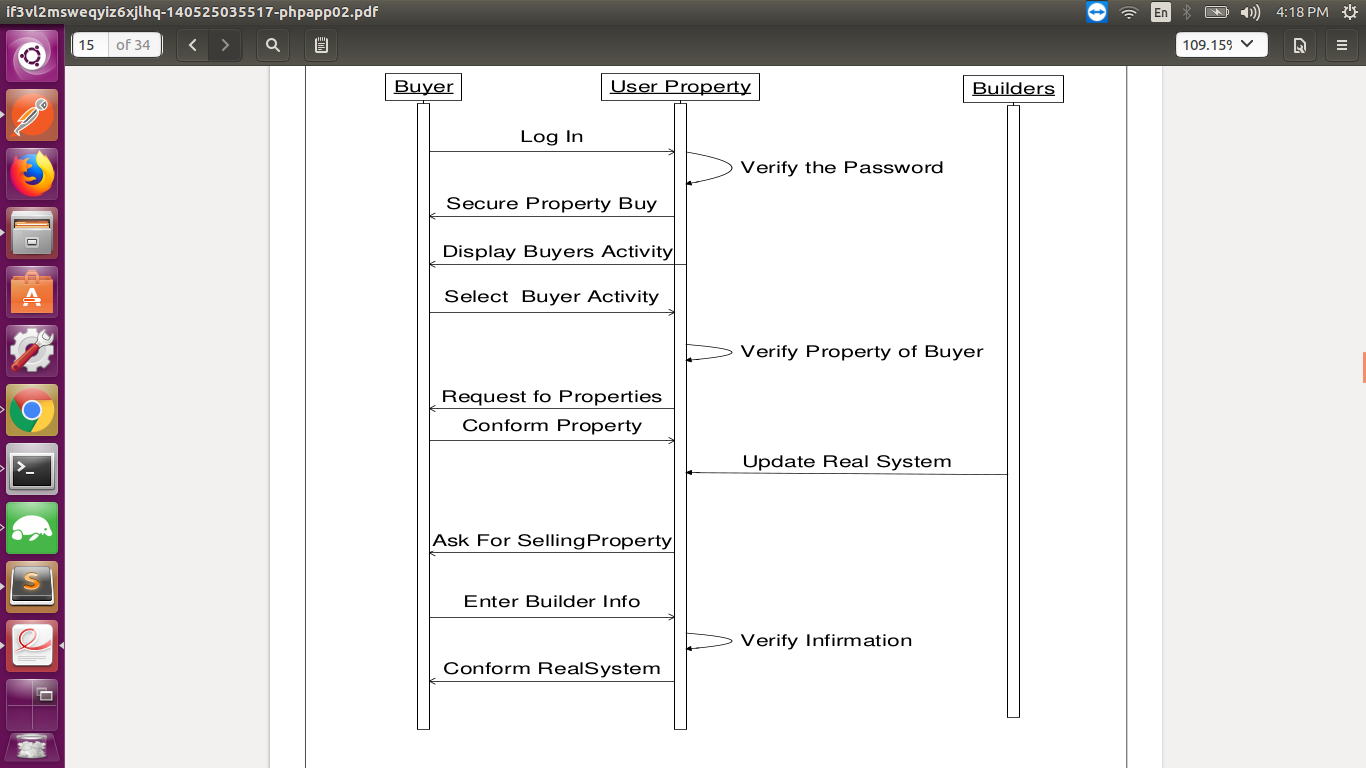 if3vl2msweqyiz6xjlhq-140525035517-phpapp02.pdf
En
4:18 PM
15 of 34
109.15%
Buyer
User Property
Builders
Log In
Verify the Password
Secure Property Buy
Display Buyers Activity
Select  Buyer Activity
Verify Property of Buyer
Request fo Properties
Conform Property
Update Real System
Ask For SellingProperty
Enter Builder Info
Verify Infirmation
Conform RealSystem